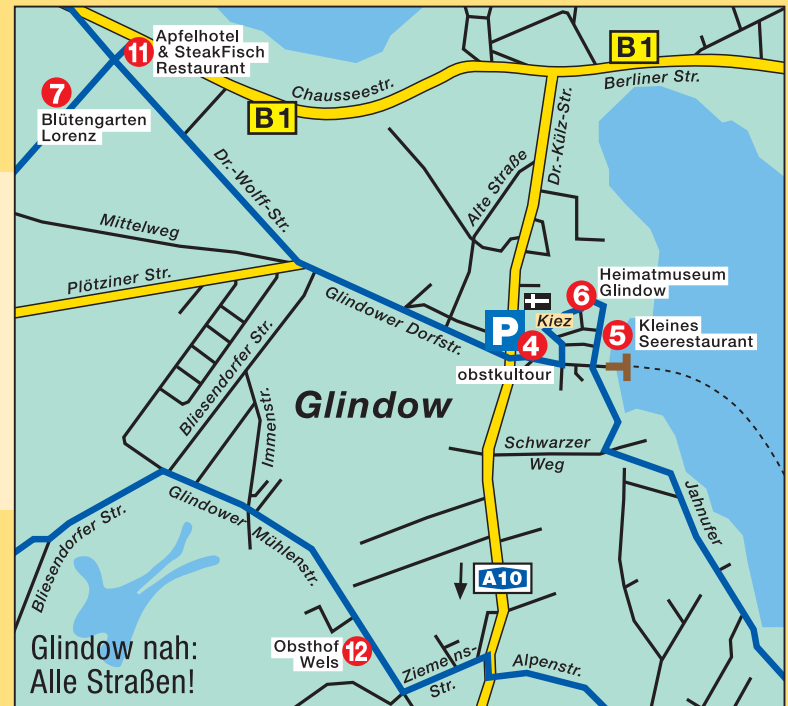 Apfelhotel
11 & SteakFisch
Restaurant
B1
Berliner Str.
7
Blütengarten
Lorenz
Chausseestr.
B1
Dr.-Külz-Str.
Alte Straße
Dr.-Wolff-Str.
Mittelweg
Plötziner Str.
Glindower Dorfstr.
Heimatmuseum
6 Glindow
Kiez
P
4
5 Kleines
Seerestaurant
obstkultour
Bliesendorfer Str.
Immenstr.
Glindow
Schwarzer
Weg
Glindower Mühlenstr.
Jahnufer
Bliesendorfer Str.
A10
Obsthof
Wels 12
Ziemens-
Str.
Alpenstr.
Glindow nah:
Alle Straßen!